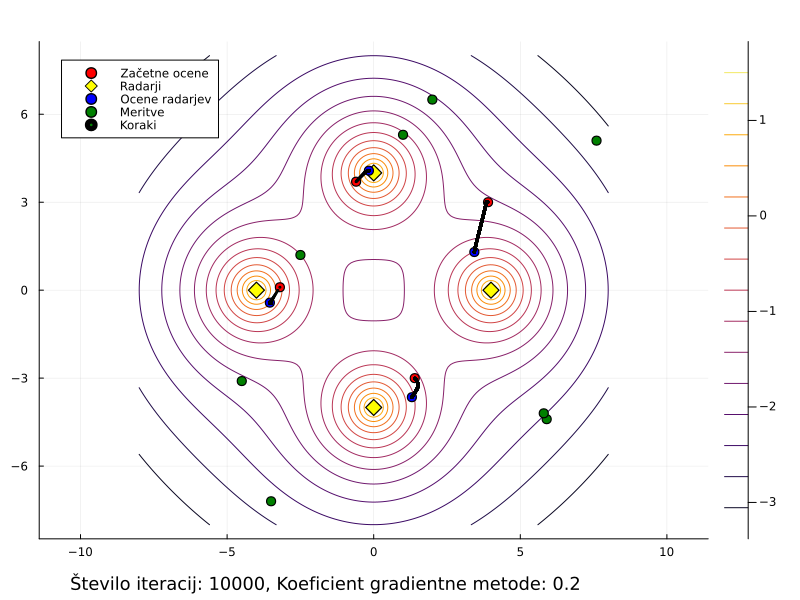 Začetne ocene
Radarji
Ocene radarjev
Meritve
Koraki
6
3
0
−3
−6
−10
−5
0
5
10
1
0
−1
−2
−3
Število iteracij: 10000, Koeficient gradientne metode: 0.2